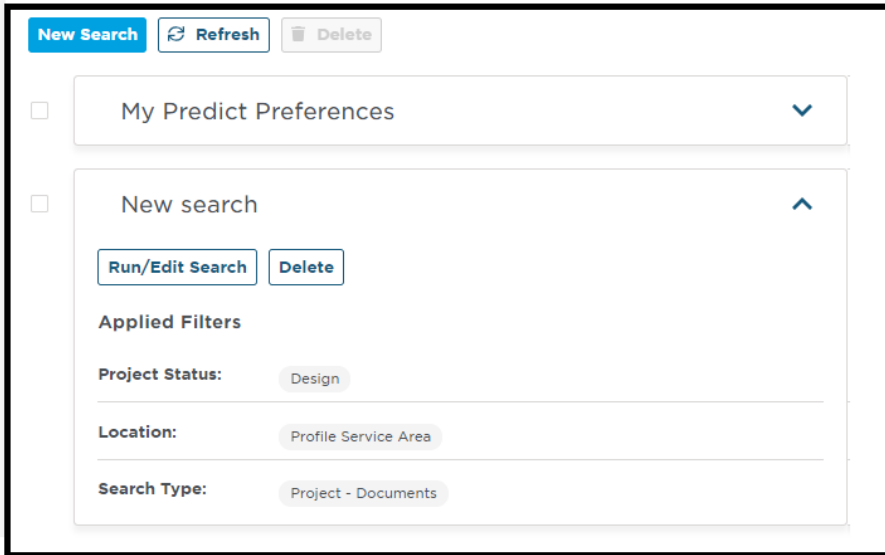 New Search Refresh Delete
My Predict Preferences
New search
Run/Edit Search Delete
Applied Filters
Project Status: Design
Location: Profile Service Area
Search Type: Project - Documents